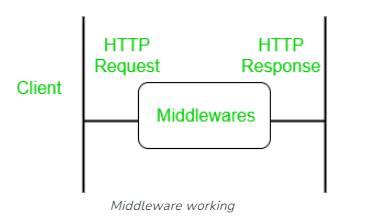 HTTP
Request
HTTP
Response
Client
Middlewares
Middleware working